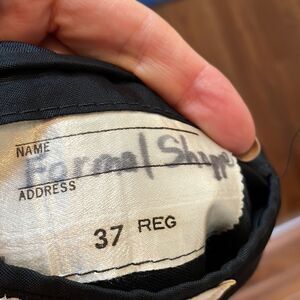 NAME
Formal Shoppe
ADDRESS
37 REG